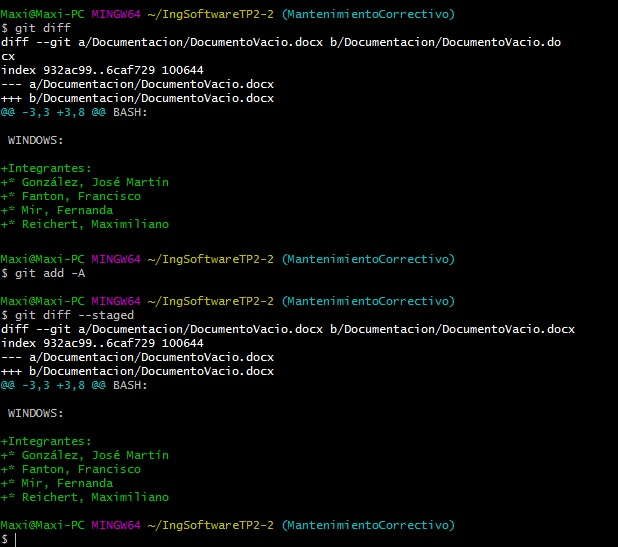 Maxi@Maxi-PC MINGW64 ~/IngSoftwareTP2-2 (MantenimientoCorrectivo)
$ git diff
diff --git a/Documentacion/DocumentoVacio.docx b/Documentacion/DocumentoVacio.do
cx
index 932ac99..6caf729 100644
--- a/Documentacion/DocumentoVacio.docx
+++ b/Documentacion/DocumentoVacio.docx
@@ -3,3 +3,8 @@ BASH:
WINDOWS:
+Integrantes:
+* González, José Martín
+* Fanton, Francisco
+* Mir, Fernanda
+* Reichert, Maximiliano
Maxi@Maxi-PC MINGW64 ~/IngSoftwareTP2-2 (MantenimientoCorrectivo)
$ git add -A
Maxi@Maxi-PC MINGW64 ~/IngSoftwareTP2-2 (MantenimientoCorrectivo)
$ git diff --staged
diff --git a/Documentacion/DocumentoVacio.docx b/Documentacion/DocumentoVacio.docx
index 932ac99..6caf729 100644
--- a/Documentacion/DocumentoVacio.docx
+++ b/Documentacion/DocumentoVacio.docx
@@ -3,3 +3,8 @@ BASH:
WINDOWS:
+Integrantes:
+* González, José Martín
+* Fanton, Francisco
+* Mir, Fernanda
+* Reichert, Maximiliano
Maxi@Maxi-PC MINGW64 ~/IngSoftwareTP2-2 (MantenimientoCorrectivo)
$